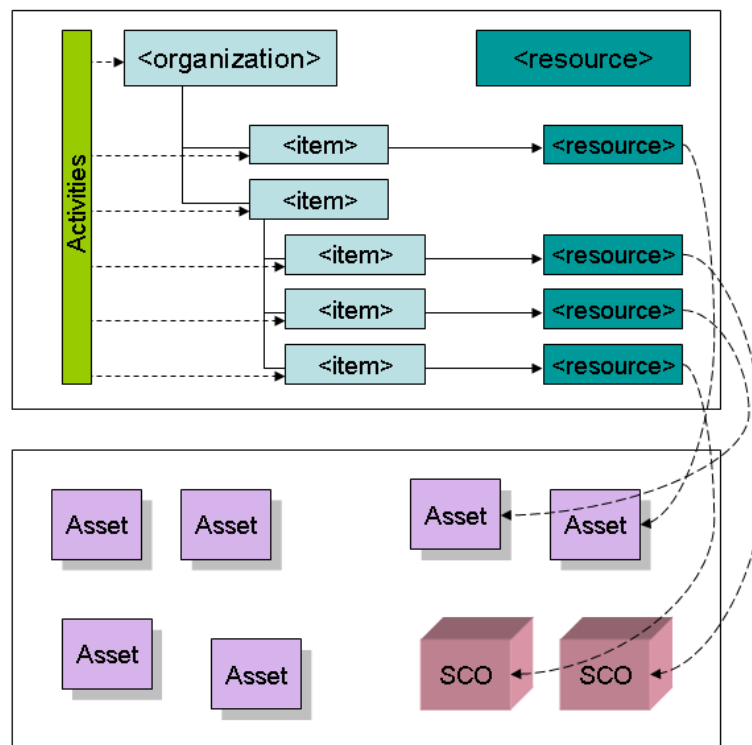 Activities
<organization>
<resource>
<item>
<resource>
<item>
<item>
<resource>
<item>
<resource>
<item>
<resource>
Asset
Asset
Asset
Asset
Asset
Asset
SCO
SCO